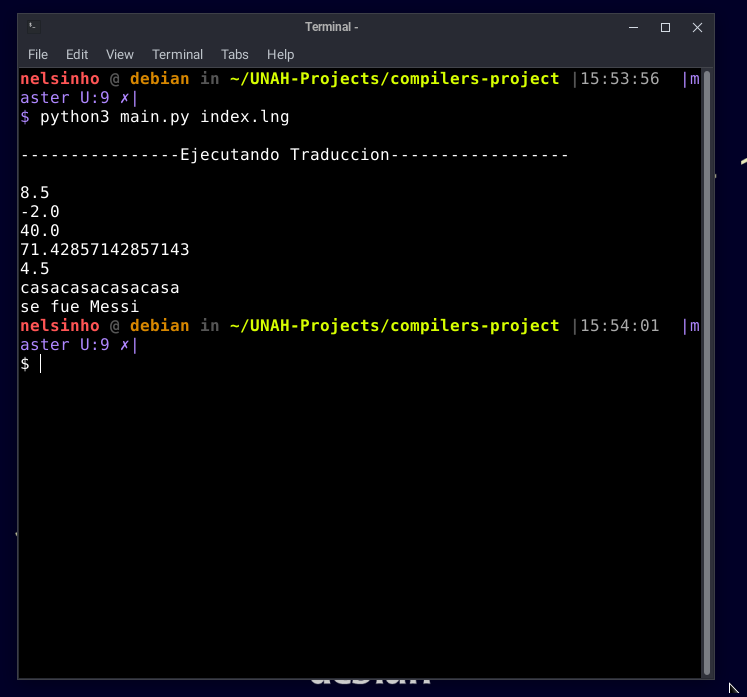 Terminal -
File Edit View Terminal Tabs Help
nelsinho @ debian in ~/UNAH-Projects/compilers-project |15:53:56  |m
aster U:9 ✗|
$ python3 main.py index.lng
----------------Ejecutando Traduccion------------------
8.5
-2.0
40.0
71.42857142857143
4.5
casacasacasacasa
se fue Messi
nelsinho @ debian in ~/UNAH-Projects/compilers-project |15:54:01  |m
aster U:9 ✗|
$